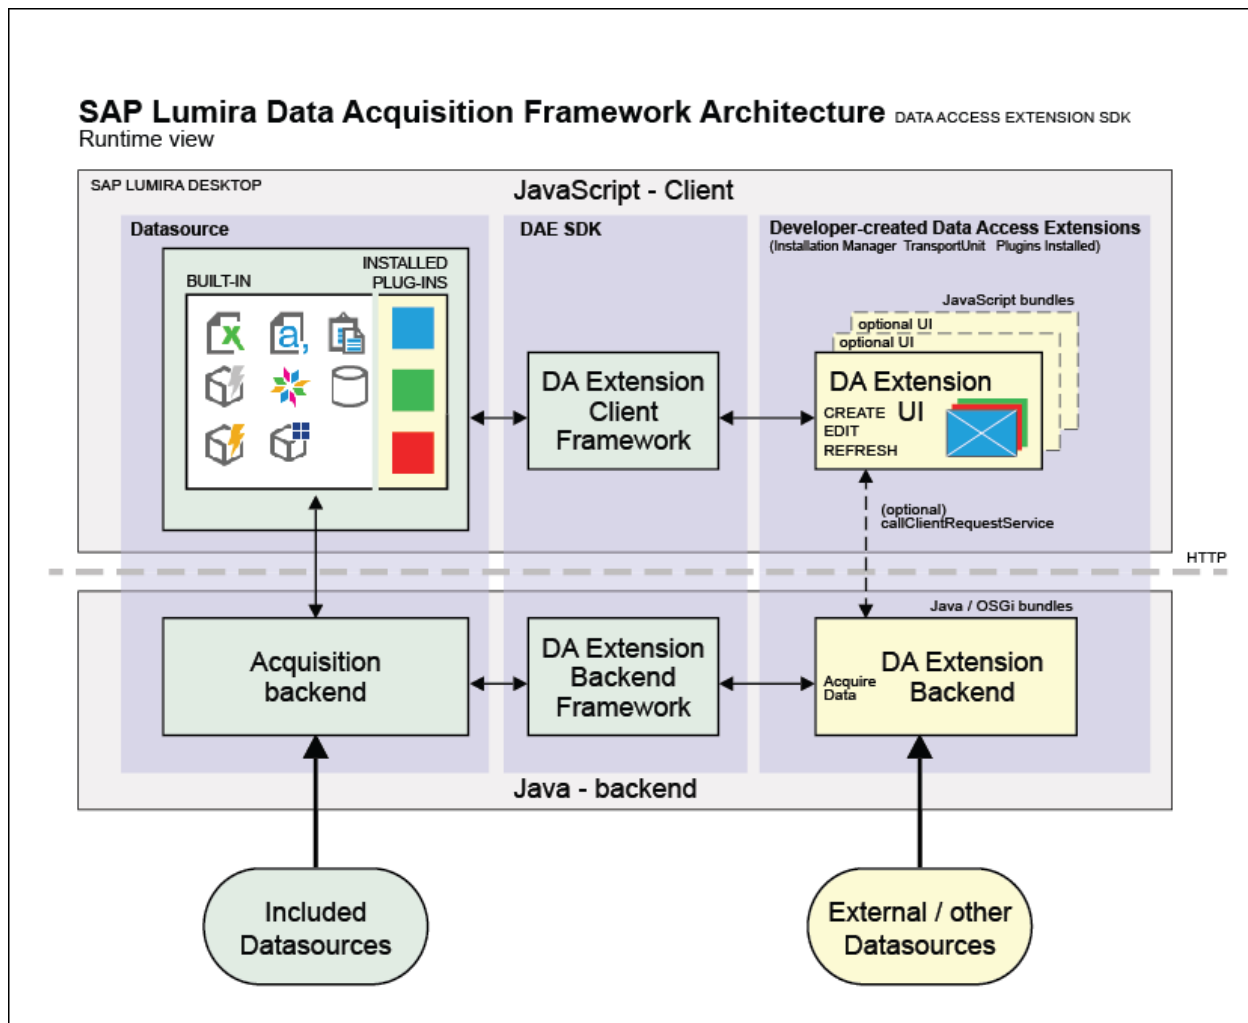 SAP Lumira Data Acquisition Framework Architecture DATA ACCESS EXTENSION SDK
Runtime view
SAP LUMIRA DESKTOP
JavaScript - Client
Datasource
BUILT-IN
INSTALLED
PLUG-INS
X
a,
DAE SDK
DA Extension
Client
Framework
Developer-created Data Access Extensions
(Installation Manager TransportUnit Plugins Installed)
JavaScript bundles
optional UI
optional UI
DA Extension
UI
CREATE
EDIT
REFRESH
(optional)
callClientRequestService
HTTP
Java / OSGi bundles
Acquisition
backend
DA Extension
Backend
Framework
Acquire
Data
DA Extension
Backend
Java - backend
Included
Datasources
External / other
Datasources